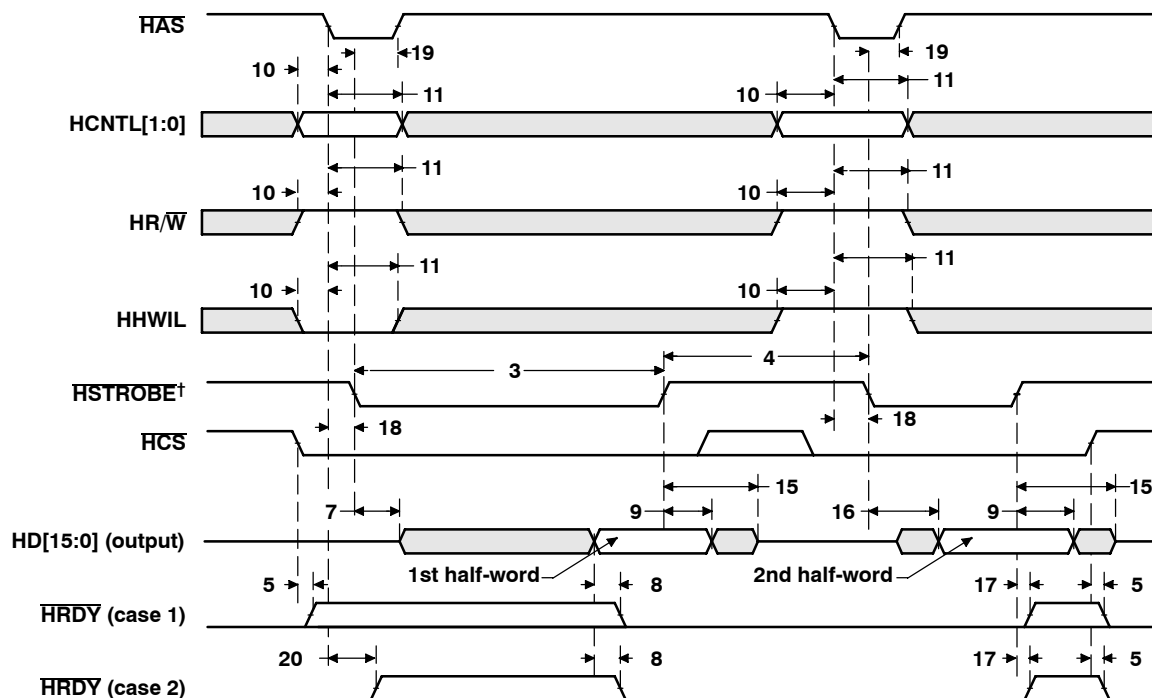 HAS
19
19
10
11
11
10
HCNTL[1:0]
11
11
10
10
HR/W
11
11
10
10
HHWIL
4
3
HSTROBE†
18
18
HCS
15
15
7
9
16
9
HD[15:0] (output)
1st half-word
2nd half-word
5
8
17
5
HRDY (case 1)
20
8
17
5
HRDY (case 2)